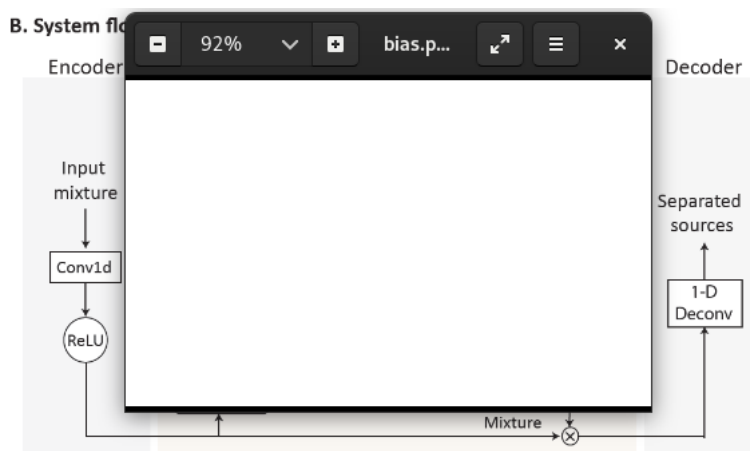 B. System flo
92%
bias.p...
Encoder
Decoder
Input
mixture
Conv1d
ReLU
Separated
sources
1-D
Deconv
Mixture